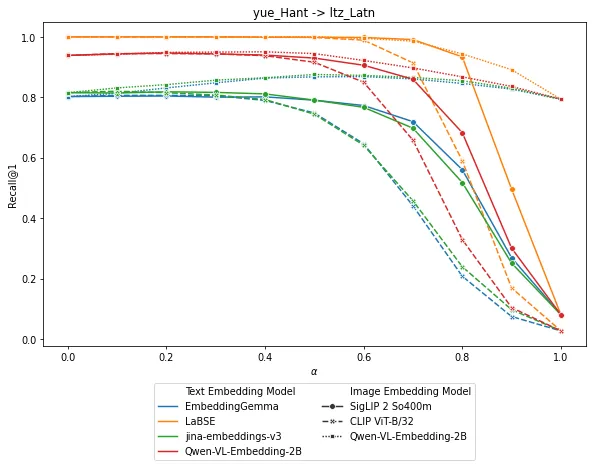 yue_Hant -> ltz_Latn
1.0
0.8
0.6
0.4
0.2
0.0
Recall@1
0.0 0.2 0.4 0.6 0.8 1.0
α
Text Embedding Model Image Embedding Model
EmbeddingGemma SigLIP 2 So400m
LaBSE CLIP ViT-B/32
jina-embeddings-v3 Qwen-VL-Embedding-2B
Qwen-VL-Embedding-2B